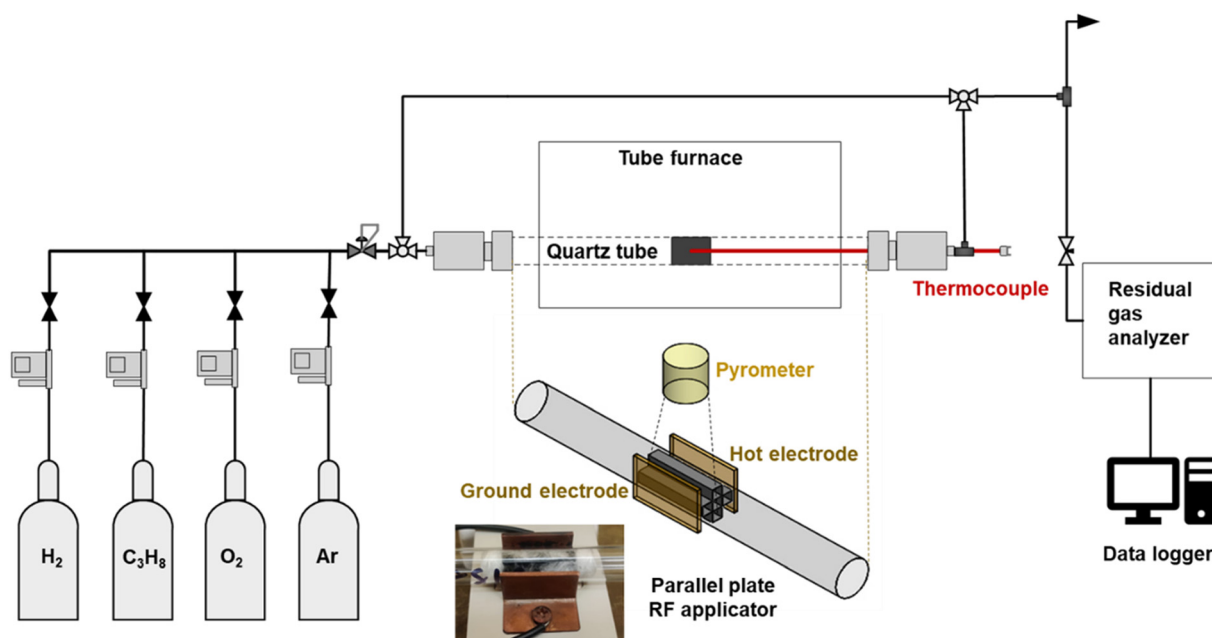 Tube furnace
Quartz tube
Thermocouple
Residual
gas
analyzer
Pyrometer
Hot electrode
Ground electrode
H₂
C₃H₈
O₂
Ar
Parallel plate
RF applicator
Data logger